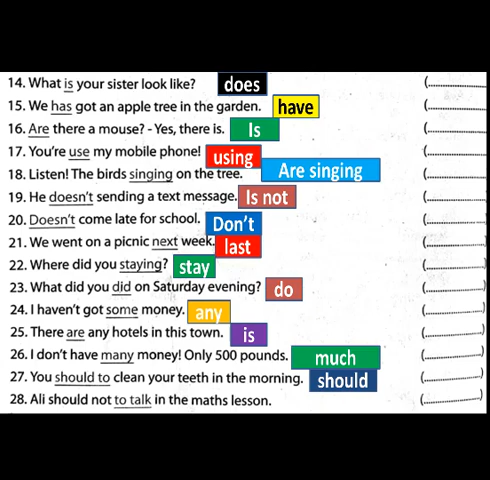 14. What is your sister look like? does (....................
15. We has got an apple tree in the garden. have (....................
16. Are there a mouse? - Yes, there is. Is (....................
17. You're use my mobile phone! using (....................
18. Listen! The birds singing on the tree. Are singing (....................
19. He doesn't sending a text message. Is not (....................
20. Doesn't come late for school. Don't (....................
21. We went on a picnic next week. last (....................
22. Where did you staying? stay (....................)
23. What did you did on Saturday evening? do (....................)
24. I haven't got some money. any (....................)
25. There are any hotels in this town. is (....................)
26. I don't have many money! Only 500 pounds. much (....................)
27. You should to clean your teeth in the morning. should (....................)
28. Ali should not to talk in the maths lesson. (....................)